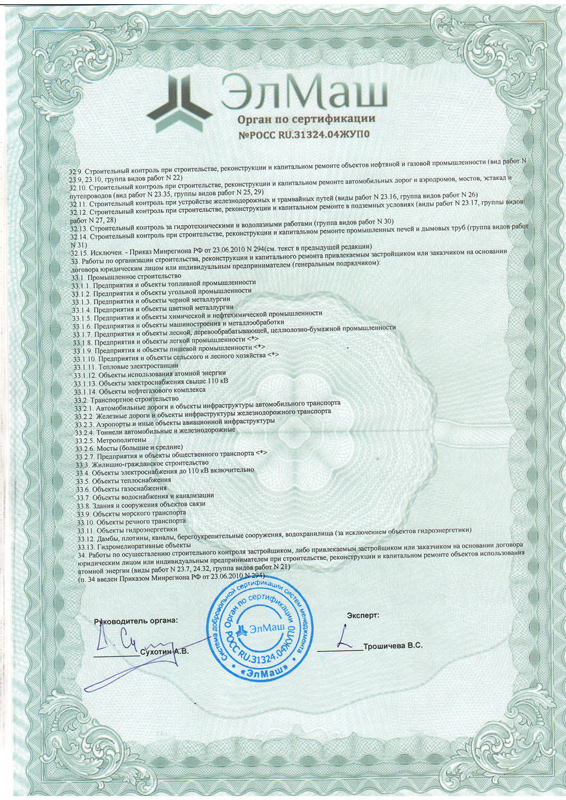 ЭлМаш
Орган по сертификации
№РОСС RU.31324.04ЖУП0
32.9. Строительный контроль при строительстве, реконструкции и капитальном ремонте объектов нефтяной и газовой промышленности (вид работ N
23.9, 23.10, группа видов работ N 22)
32.10. Строительный контроль при строительстве, реконструкции и капитальном ремонте автомобильных дорог и аэродромов, мостов, эстакад и
путепроводов (вид работ N 23.35, группы видов работ N 25, 29)
32.11. Строительный контроль при устройстве железнодорожных и трамвайных путей (виды работ N 23.16, группа видов работ N 26)
32.12. Строительный контроль при строительстве, реконструкции и капитальном ремонте в подземных условиях (виды работ N 23.17, группы видов
работ N 27, 28)
32.13. Строительный контроль за гидротехническими и водолазными работами (группа видов работ N 30)
32.14. Строительный контроль при строительстве, реконструкции и капитальном ремонте промышленных печей и дымовых труб (группа видов работ
N 31)
32.15. Исключен. - Приказ Минрегиона РФ от 23.06.2010 N 294(см. текст в предыдущей редакции)
33. Работы по организации строительства, реконструкции и капитального ремонта привлекаемым застройщиком или заказчиком на основании
договора юридическим лицом или индивидуальным предпринимателем (генеральным подрядчиком):
33.1. Промышленное строительство
33.1.1. Предприятия и объекты топливной промышленности
33.1.2. Предприятия и объекты угольной промышленности
33.1.3. Предприятия и объекты черной металлургии
33.1.4. Предприятия и объекты цветной металлургии
33.1.5. Предприятия и объекты химической и нефтехимической промышленности
33.1.6. Предприятия и объекты машиностроения и металлообработки
33.1.7. Предприятия и объекты лесной, деревообрабатывающей, целлюлозно-бумажной промышленности
33.1.8. Предприятия и объекты легкой промышленности <*>
33.1.9. Предприятия и объекты пищевой промышленности <*>
33.1.10. Предприятия и объекты сельского и лесного хозяйства <*>
33.1.11. Тепловые электростанции
33.1.12. Объекты использования атомной энергии
33.1.13. Объекты электроснабжения свыше 110 кВ
33.1.14. Объекты нефтегазового комплекса
33.2. Транспортное строительство
33.2.1. Автомобильные дороги и объекты инфраструктуры автомобильного транспорта
33.2.2. Железные дороги и объекты инфраструктуры железнодорожного транспорта
33.2.3. Аэропорты и иные объекты авиационной инфраструктуры
33.2.4. Тоннели автомобильные и железнодорожные
33.2.5. Метрополитены
33.2.6. Мосты (большие и средние)
33.2.7. Предприятия и объекты общественного транспорта <*>
33.3. Жилищно-гражданское строительство
33.4. Объекты электроснабжения до 110 кВ включительно
33.5. Объекты теплоснабжения
33.6. Объекты газоснабжения
33.7. Объекты водоснабжения и канализации
33.8. Здания и сооружения объектов связи
33.9. Объекты морского транспорта
33.10. Объекты речного транспорта
33.11. Объекты гидроэнергетики
33.12. Дамбы, плотины, каналы, берегоукрепительные сооружения, водохранилища (за исключением объектов гидроэнергетики)
33.13. Гидромелиоративные объекты
34. Работы по осуществлению строительного контроля застройщиком, либо привлекаемым застройщиком или заказчиком на основании договора
юридическим лицом или индивидуальным предпринимателем при строительстве, реконструкции и капитальном ремонте объектов использования
атомной энергии (виды работ N 23.7, 24.32, группа видов работ N 21)
(п. 34 введен Приказом Минрегиона РФ от 23.06.2010 N 294)
Руководитель органа:
Эксперт:
Сухотин А.В.
Трошичева В.С.
Система добровольной сертификации систем менеджмента
Орган по сертификации
ЭлМаш
РОСС RU.31324.04ЖУП0
«ЭлМаш»